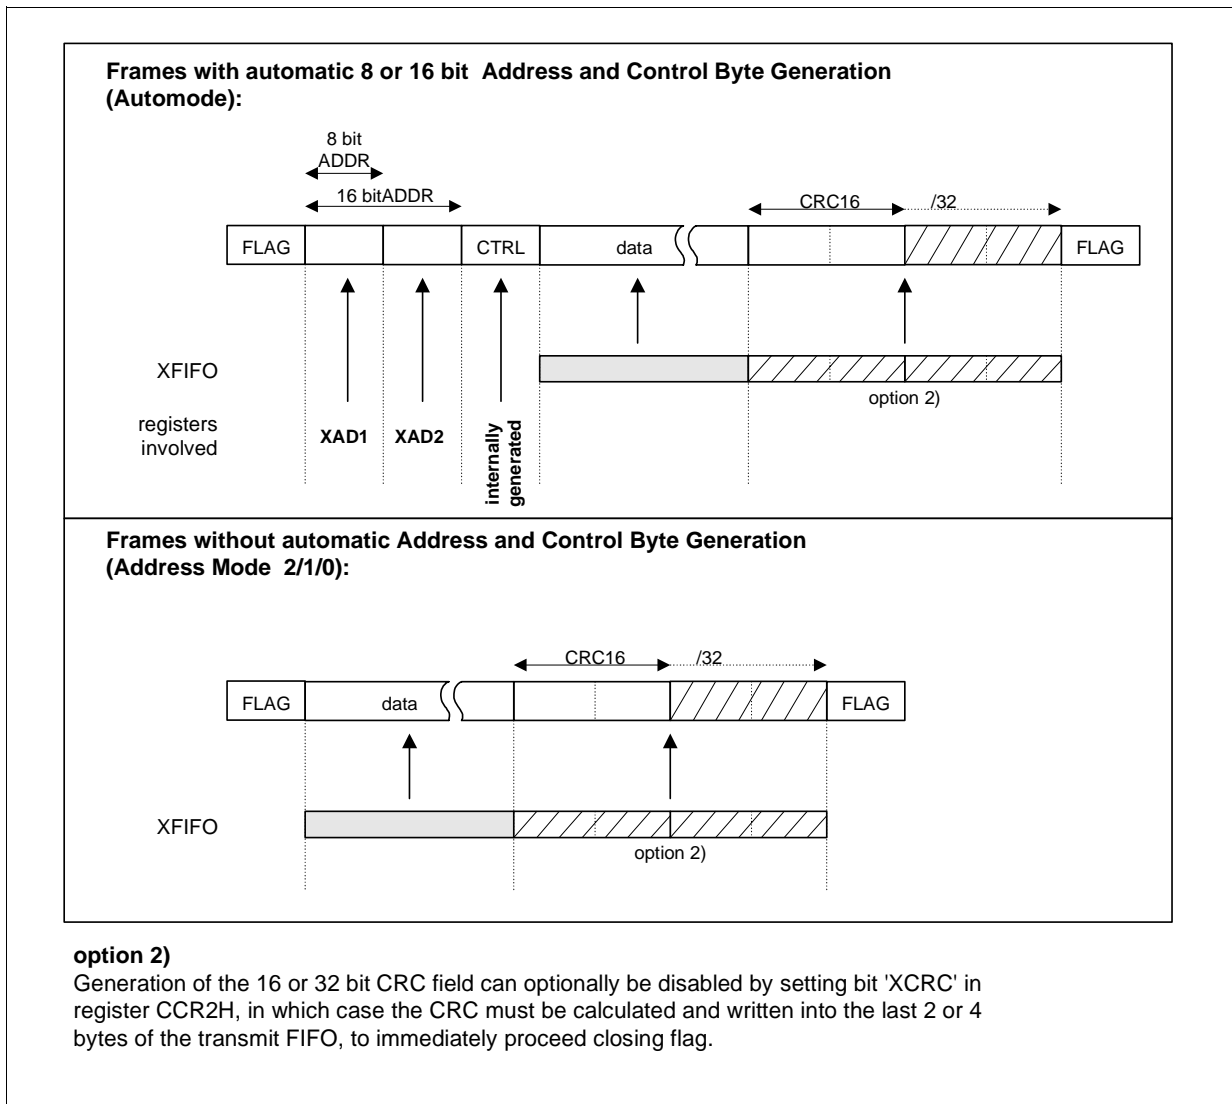 Frames with automatic 8 or 16 bit  Address and Control Byte Generation
(Automode):
8 bit
ADDR
16 bitADDR
CRC16
/32
FLAG
CTRL
data
FLAG
XFIFO
option 2)
registers
involved
XAD1
XAD2
internally
generated
Frames without automatic Address and Control Byte Generation
(Address Mode  2/1/0):
CRC16
/32
FLAG
data
FLAG
XFIFO
option 2)
option 2)
Generation of the 16 or 32 bit CRC field can optionally be disabled by setting bit 'XCRC' in
register CCR2H, in which case the CRC must be calculated and written into the last 2 or 4
bytes of the transmit FIFO, to immediately proceed closing flag.